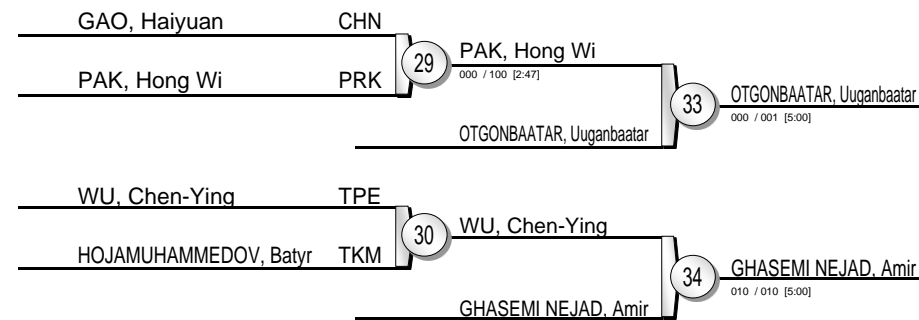 GAO, Haiyuan CHN
29
PAK, Hong Wi
000 / 100 [2:47]
PAK, Hong Wi PRK
33
OTGONBAATAR, Uuganbaatar
000 / 001 [5:00]
OTGONBAATAR, Uuganbaatar
WU, Chen-Ying TPE
30
WU, Chen-Ying
HOJAMUHAMMEDOV, Batyr TKM
34
GHASEMI NEJAD, Amir
010 / 010 [5:00]
GHASEMI NEJAD, Amir